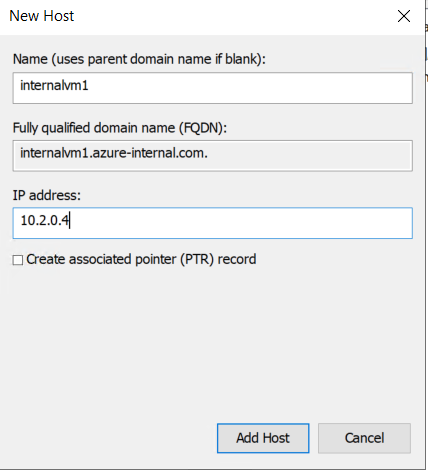 New Host
Name (uses parent domain name if blank):
internalvm1
Fully qualified domain name (FQDN):
internalvm1.azure-internal.com.
IP address:
10.2.0.4
Create associated pointer (PTR) record
Add Host
Cancel